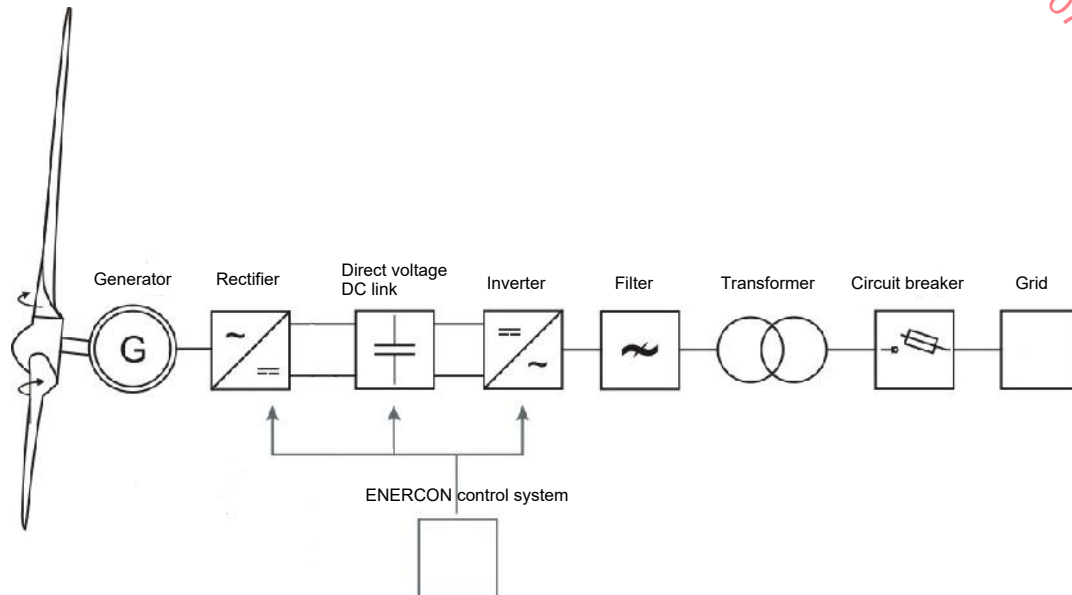 Generator
Rectifier
Direct voltage
DC link
Inverter
Filter
Transformer
Circuit breaker
Grid
G
ENERCON control system